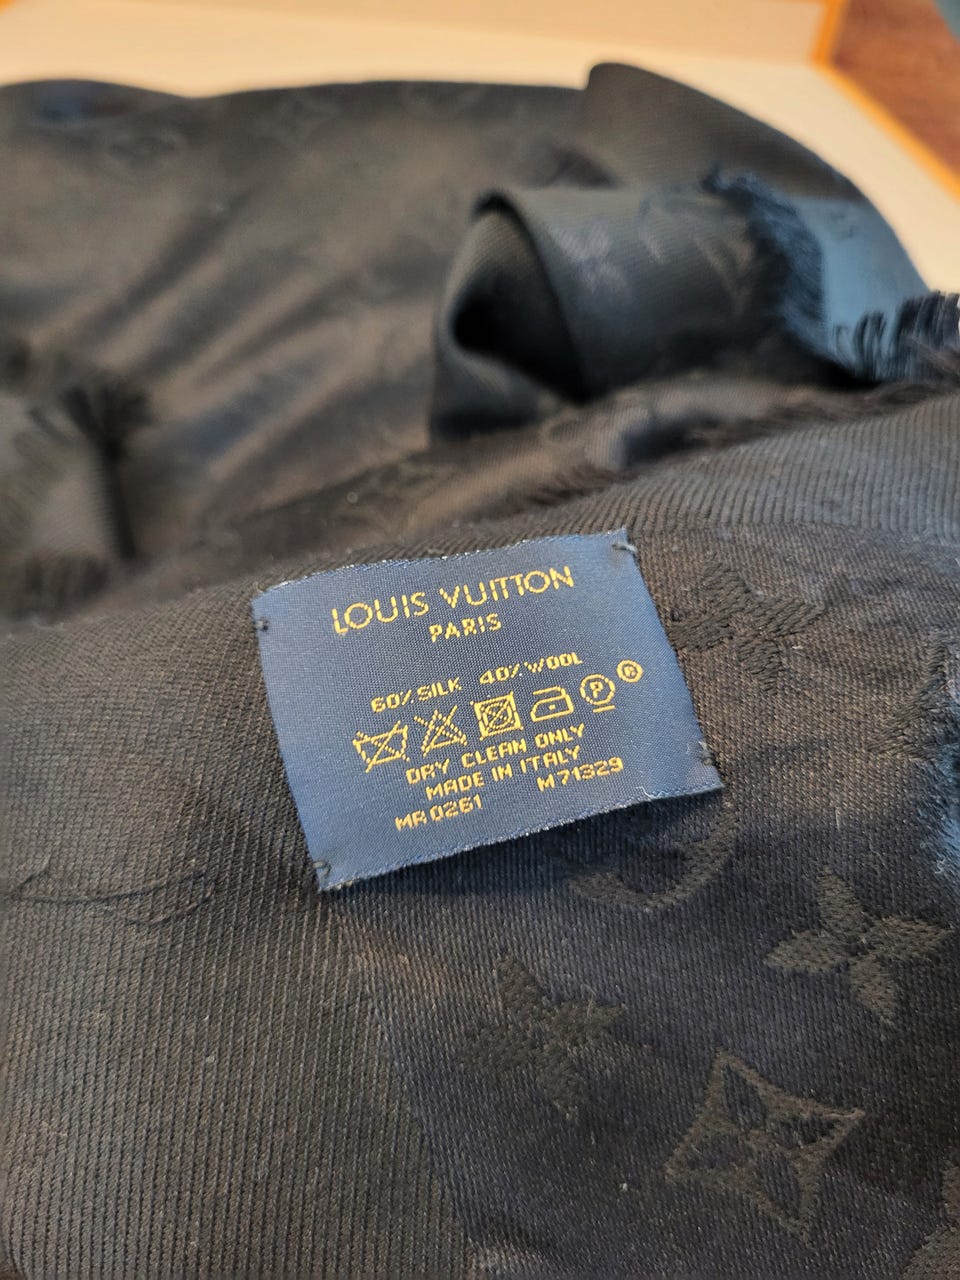 LOUIS VUITTON
PARIS
60% SILK 40% WOOL
P R
DRY CLEAN ONLY
MADE IN ITALY
MR0261 M71329